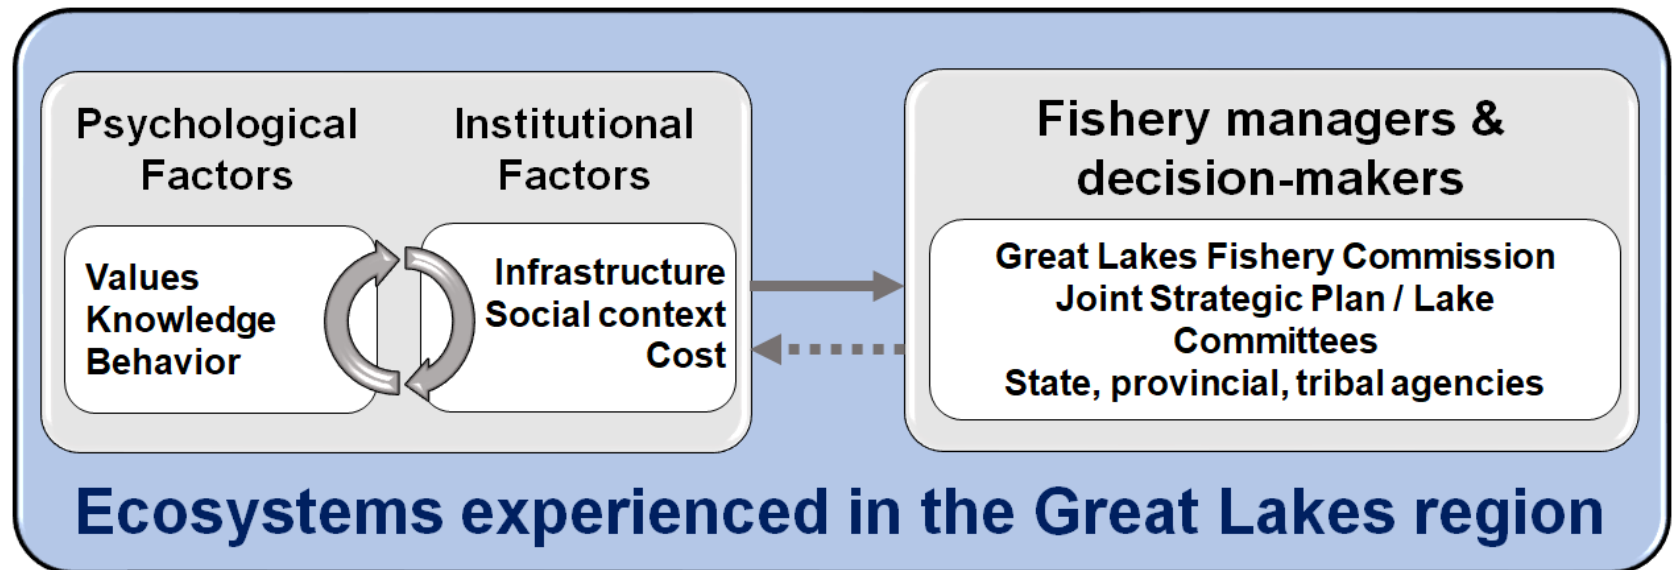 Psychological
Factors
Institutional
Factors
Values
Knowledge
Behavior
Infrastructure
Social context
Cost
Fishery managers &
decision-makers
Great Lakes Fishery Commission
Joint Strategic Plan / Lake
Committees
State, provincial, tribal agencies
Ecosystems experienced in the Great Lakes region